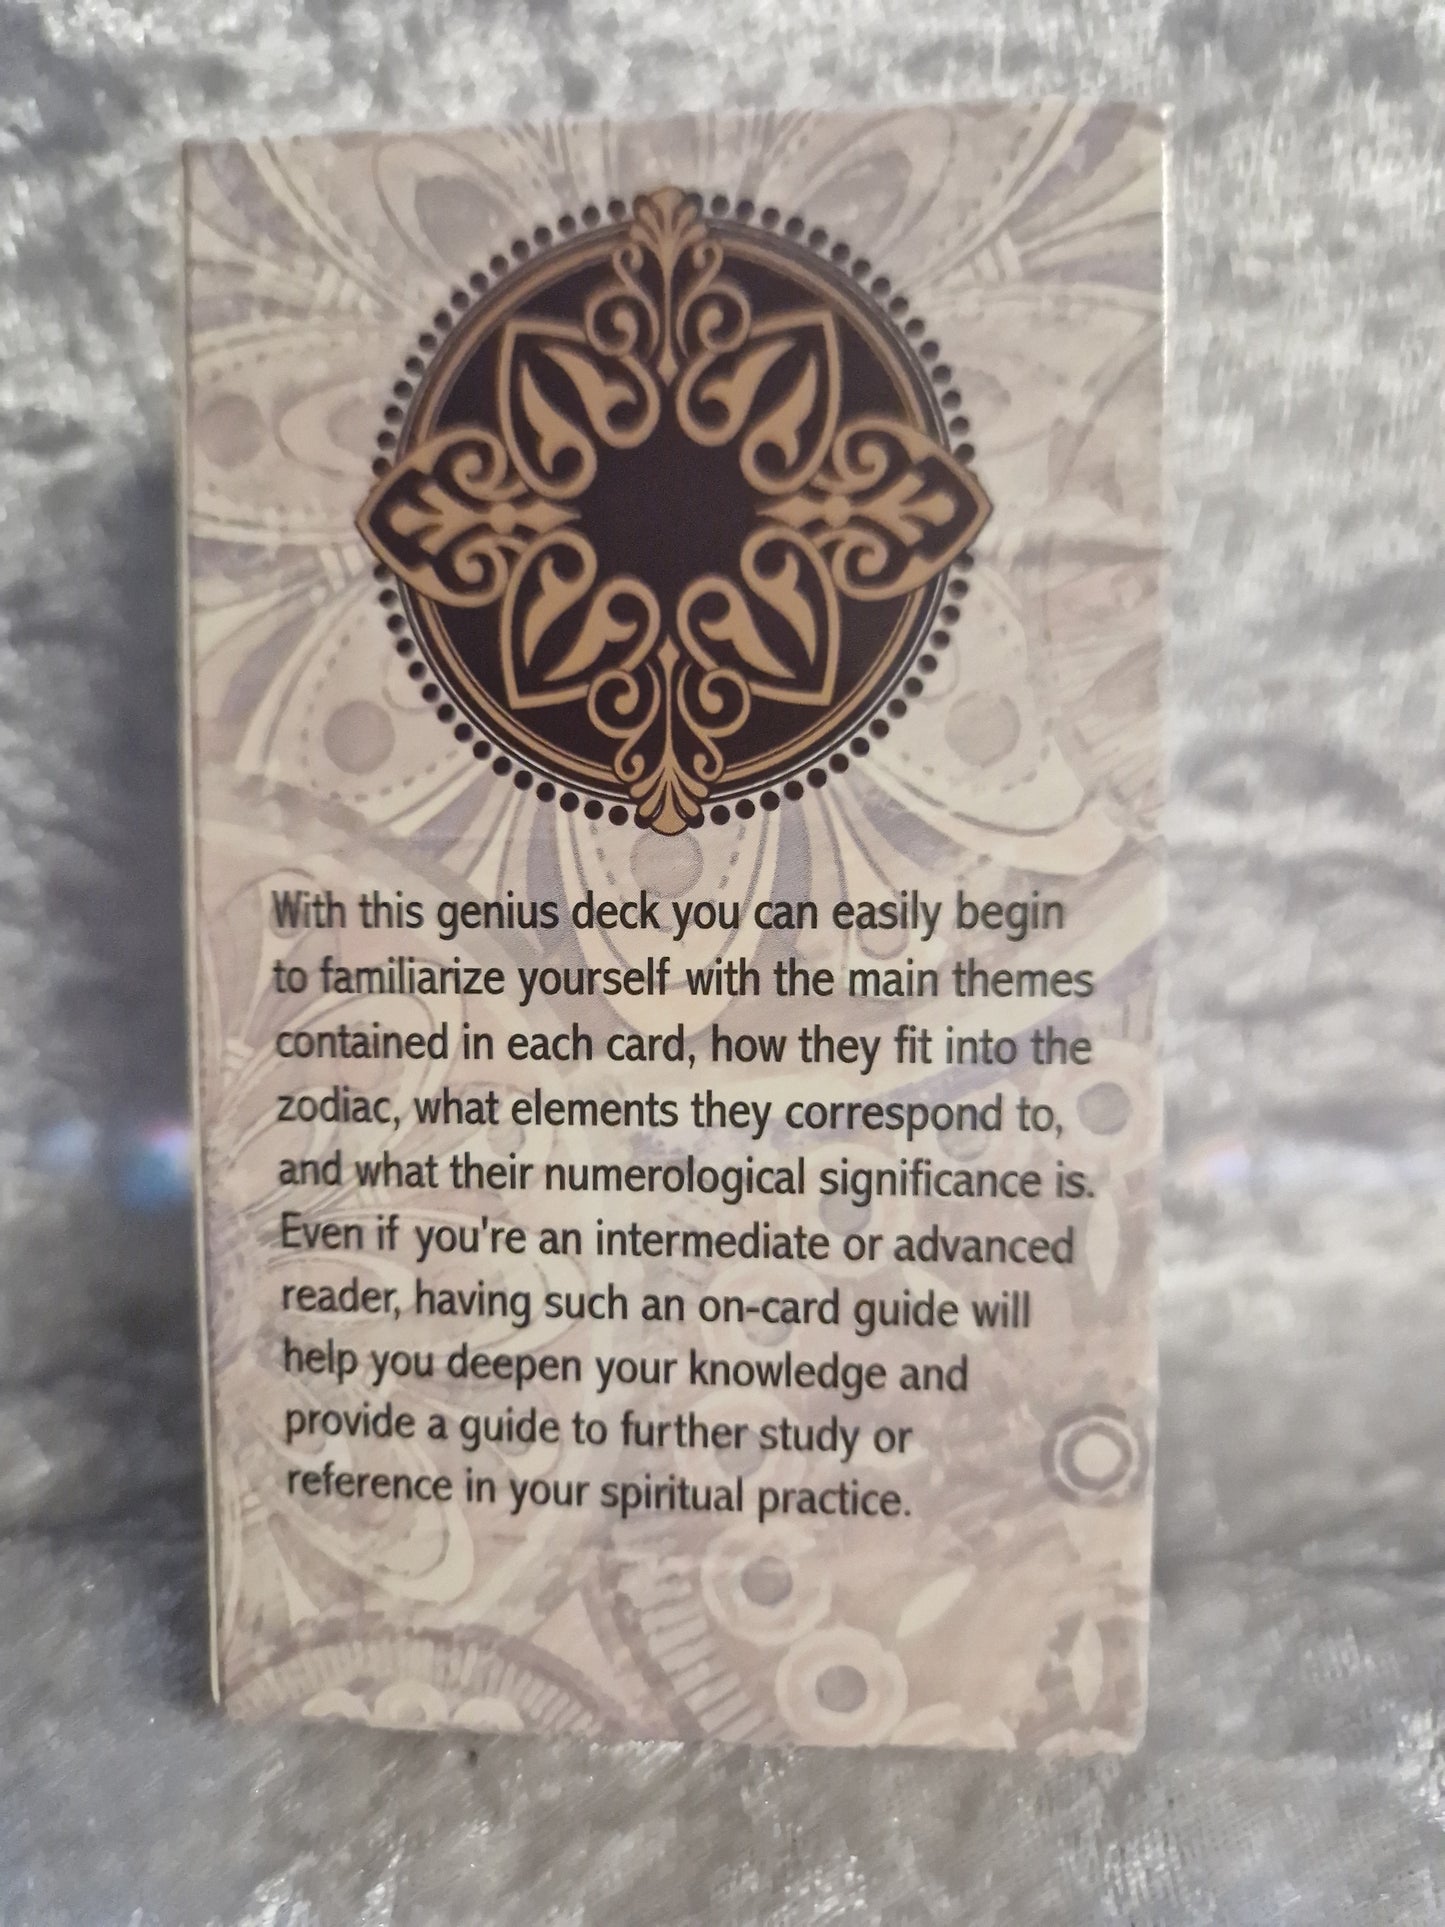 With this genius deck you can easily begin
to familiarize yourself with the main themes
contained in each card, how they fit into the
zodiac, what elements they correspond to,
and what their numerological significance is.
Even if you're an intermediate or advanced
reader, having such an on-card guide will
help you deepen your knowledge and
provide a guide to further study or
reference in your spiritual practice.